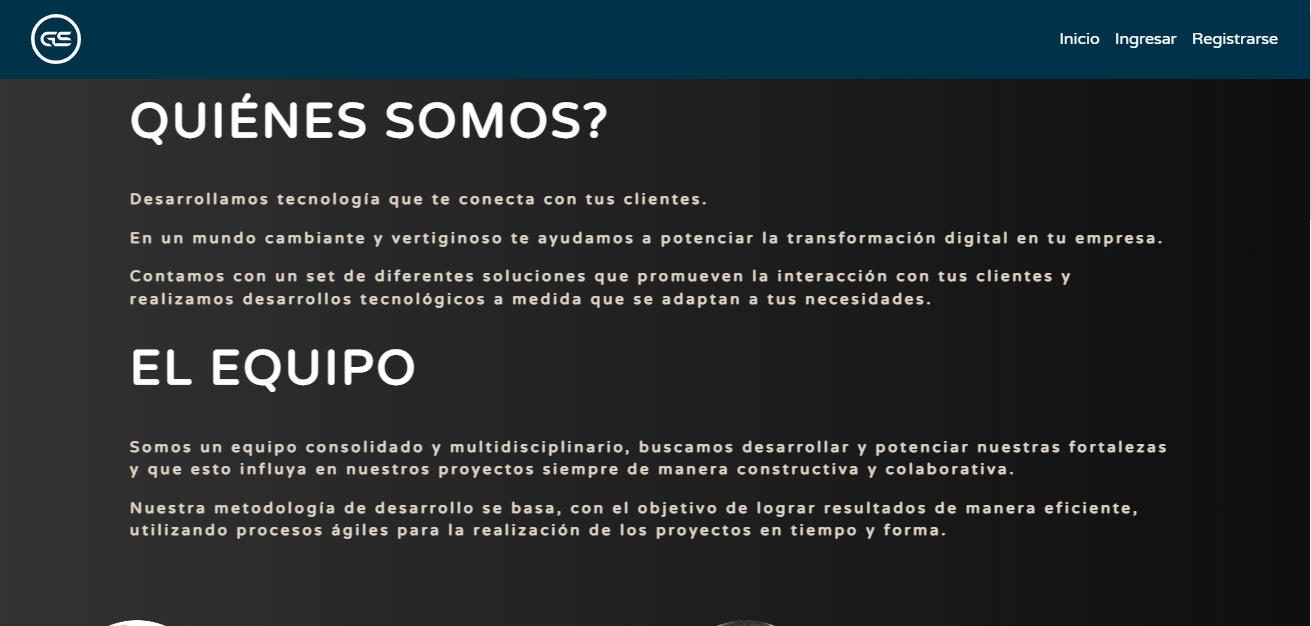 GS
Inicio Ingresar Registrarse
QUIÉNES SOMOS?
Desarrollamos tecnología que te conecta con tus clientes.
En un mundo cambiante y vertiginoso te ayudamos a potenciar la transformación digital en tu empresa.
Contamos con un set de diferentes soluciones que promueven la interacción con tus clientes y
realizamos desarrollos tecnológicos a medida que se adaptan a tus necesidades.
EL EQUIPO
Somos un equipo consolidado y multidisciplinario, buscamos desarrollar y potenciar nuestras fortalezas
y que esto influya en nuestros proyectos siempre de manera constructiva y colaborativa.
Nuestra metodología de desarrollo se basa, con el objetivo de lograr resultados de manera eficiente,
utilizando procesos ágiles para la realización de los proyectos en tiempo y forma.